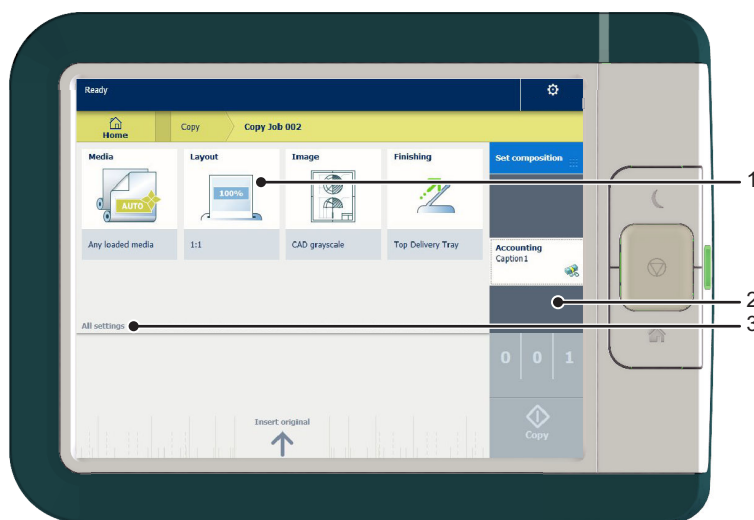 Ready
Home
Copy
Copy Job 002
Media
Layout
Image
Finishing
Set composition
AUTO
100%
1
Any loaded media
1:1
CAD grayscale
Top Delivery Tray
Accounting
Caption1
2
All settings
3
0 0 1
Insert original
Copy